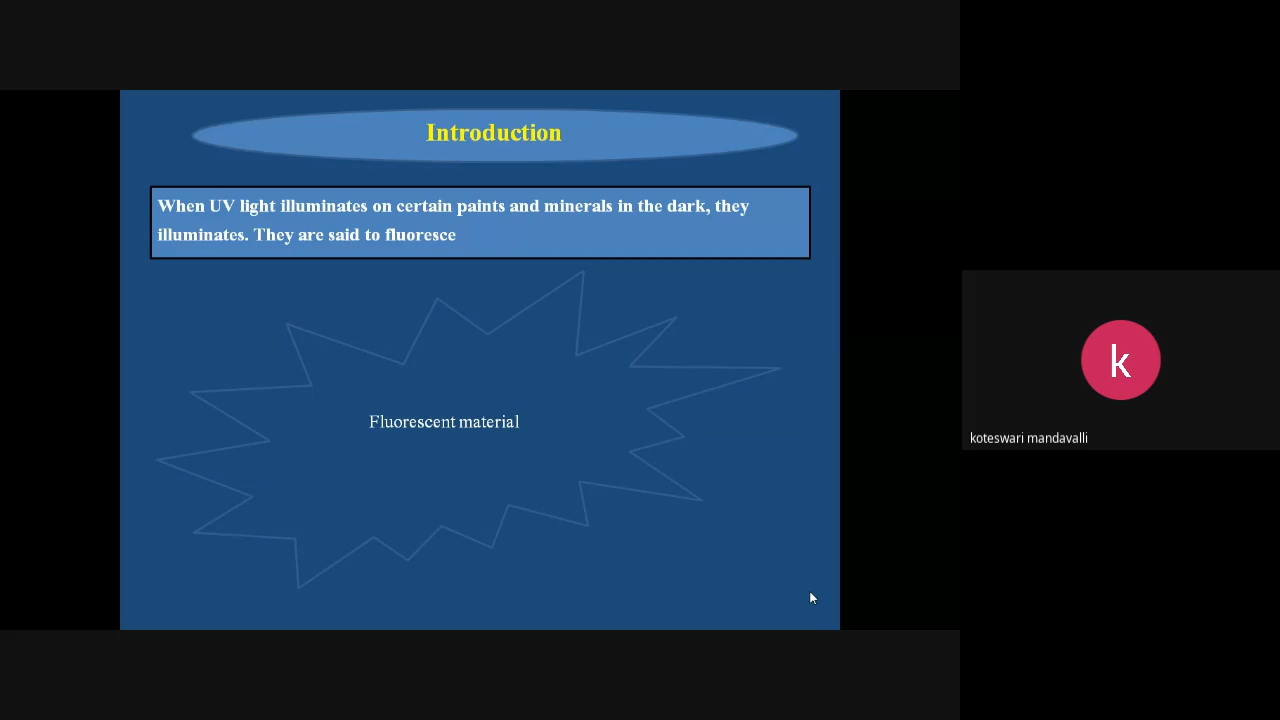 Introduction
When UV light illuminates on certain paints and minerals in the dark, they
illuminates. They are said to fluoresce
Fluorescent material
k
koteswari mandavalli